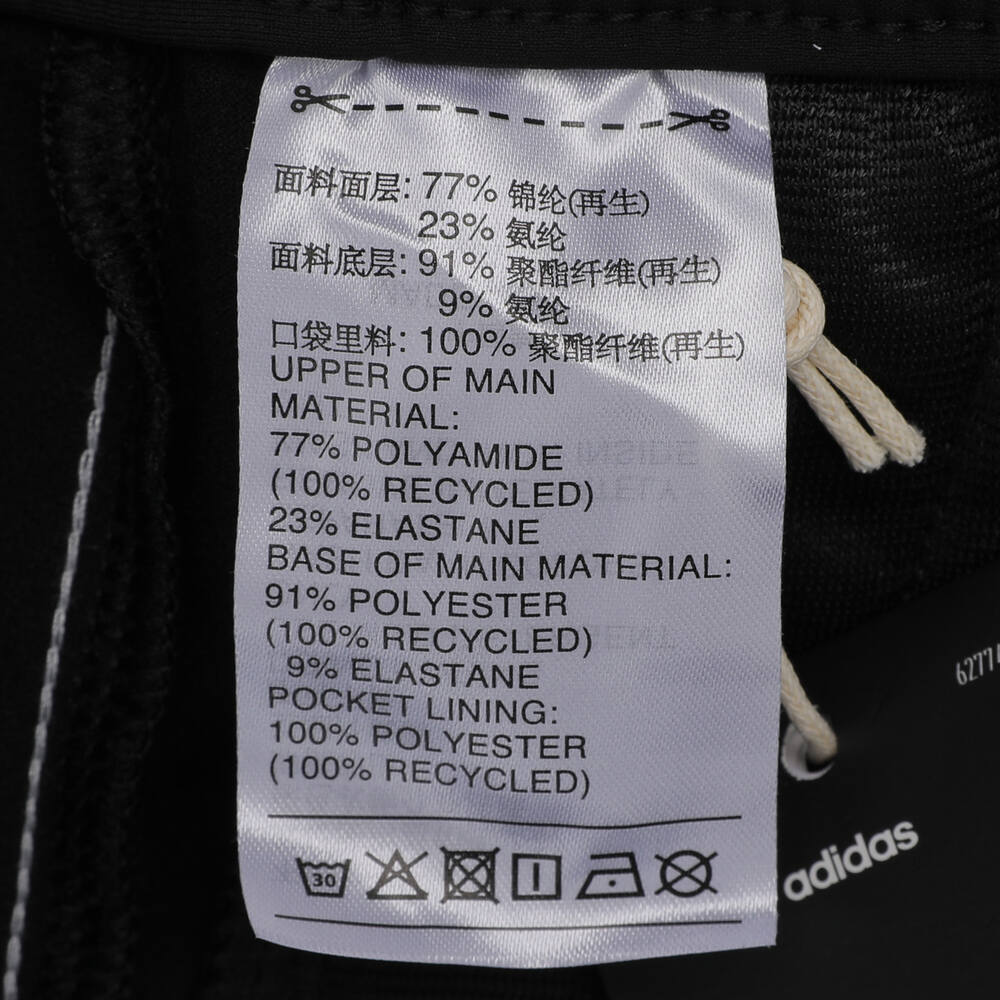 面料面层: 77% 锦纶(再生)
23% 氨纶
面料底层: 91% 聚酯纤维(再生)
9% 氨纶
口袋里料: 100% 聚酯纤维(再生)
UPPER OF MAIN
MATERIAL:
77% POLYAMIDE
(100% RECYCLED)
23% ELASTANE
BASE OF MAIN MATERIAL:
91% POLYESTER
(100% RECYCLED)
9% ELASTANE
POCKET LINING:
100% POLYESTER
(100% RECYCLED)
30
adidas